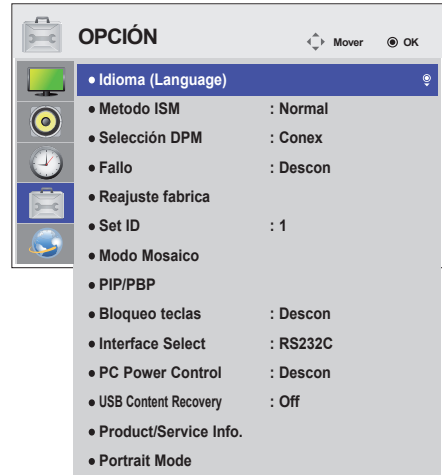 OPCIÓN Mover OK
• Idioma (Language)
• Metodo ISM : Normal
• Selección DPM : Conex
• Fallo : Descon
• Reajuste fabrica
• Set ID : 1
• Modo Mosaico
• PIP/PBP
• Bloqueo teclas : Descon
• Interface Select : RS232C
• PC Power Control : Descon
• USB Content Recovery : Off
• Product/Service Info.
• Portrait Mode